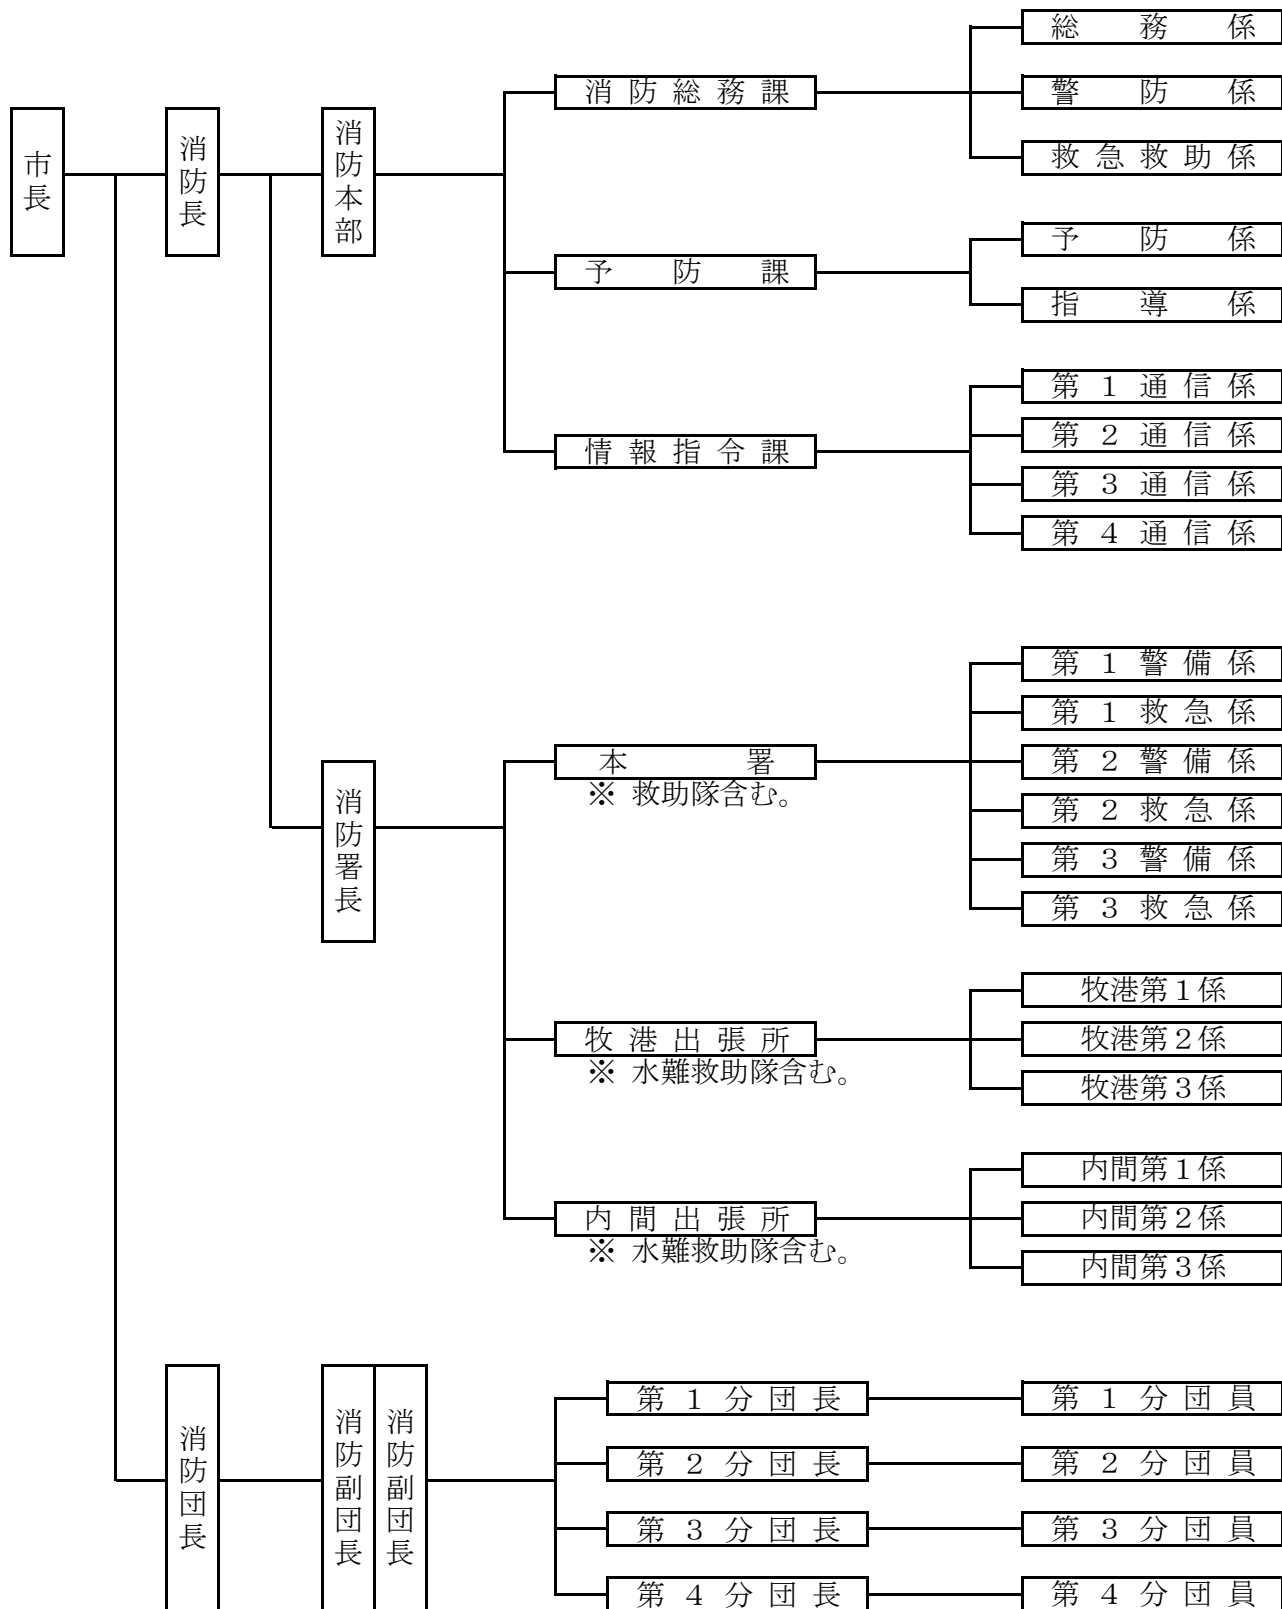 市長
消防長
消防本部
消防総務課
総務係
警防係
救急救助係
予防課
予防係
指導係
情報指令課
第１通信係
第２通信係
第３通信係
第４通信係
消防署長
本署
※ 救助隊含む。
第１警備係
第１救急係
第２警備係
第２救急係
第３警備係
第３救急係
牧港出張所
※ 水難救助隊含む。
牧港第１係
牧港第２係
牧港第３係
内間出張所
※ 水難救助隊含む。
内間第１係
内間第２係
内間第３係
消防団長
消防副団長
消防副団長
第１分団長
第１分団員
第２分団長
第２分団員
第３分団長
第３分団員
第４分団長
第４分団員